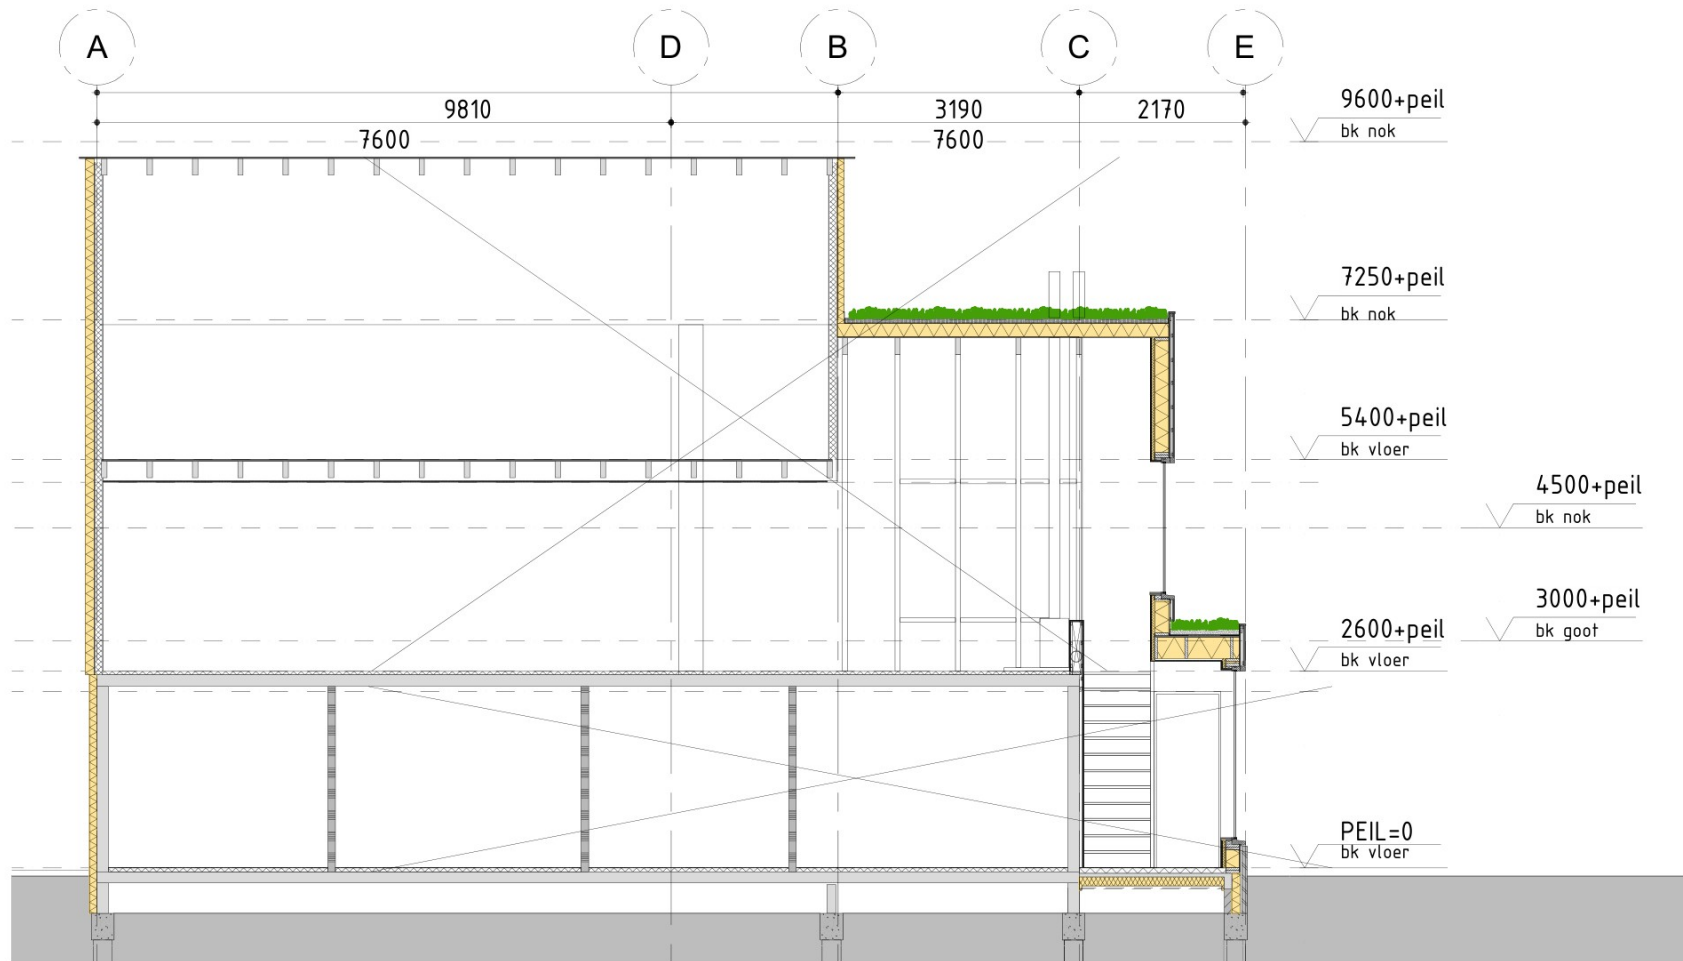 A D B C E
9810 3190 2170
7600 7600
9600+peil
bk nok
7250+peil
bk nok
5400+peil
bk vloer
4500+peil
bk nok
3000+peil
bk goot
2600+peil
bk vloer
PEIL=0
bk vloer